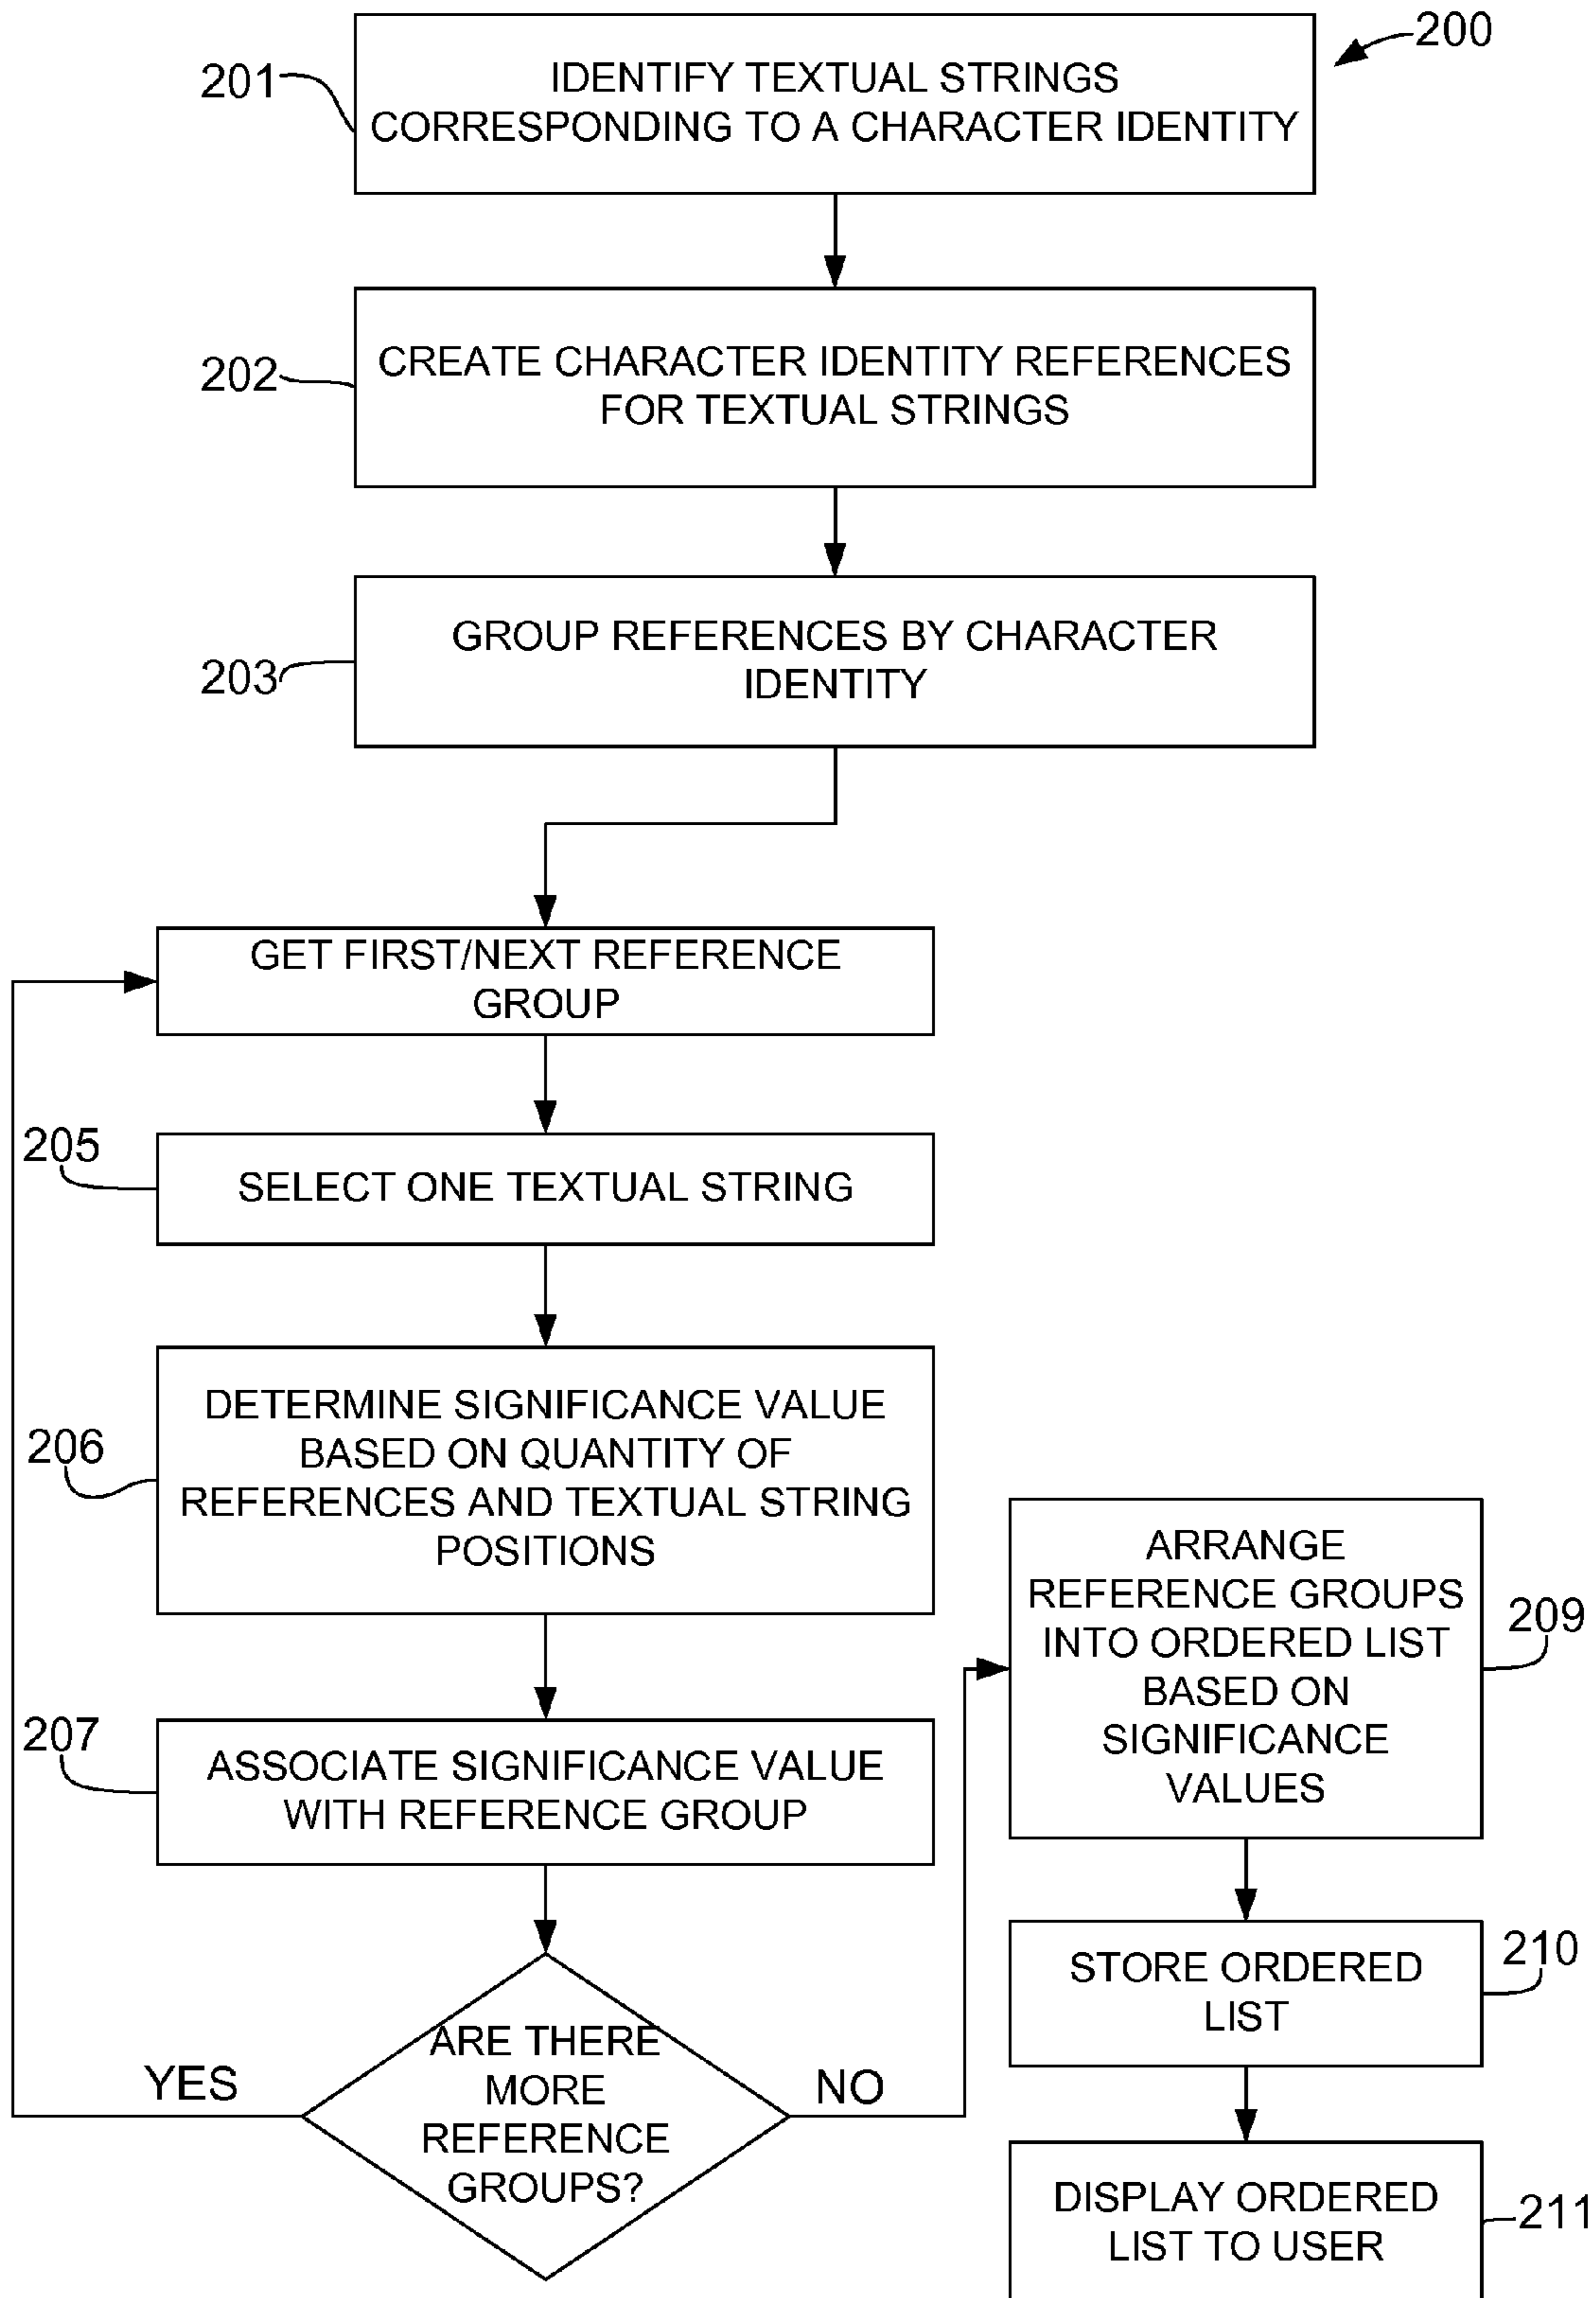 200
201
IDENTIFY TEXTUAL STRINGS
CORRESPONDING TO A CHARACTER IDENTITY
202
CREATE CHARACTER IDENTITY REFERENCES
FOR TEXTUAL STRINGS
203
GROUP REFERENCES BY CHARACTER
IDENTITY
GET FIRST/NEXT REFERENCE
GROUP
205
SELECT ONE TEXTUAL STRING
206
DETERMINE SIGNIFICANCE VALUE
BASED ON QUANTITY OF
REFERENCES AND TEXTUAL STRING
POSITIONS
207
ASSOCIATE SIGNIFICANCE VALUE
WITH REFERENCE GROUP
ARE THERE
MORE
REFERENCE
GROUPS?
YES
NO
ARRANGE
REFERENCE GROUPS
INTO ORDERED LIST
BASED ON
SIGNIFICANCE
VALUES
209
STORE ORDERED
LIST
210
DISPLAY ORDERED
LIST TO USER
211